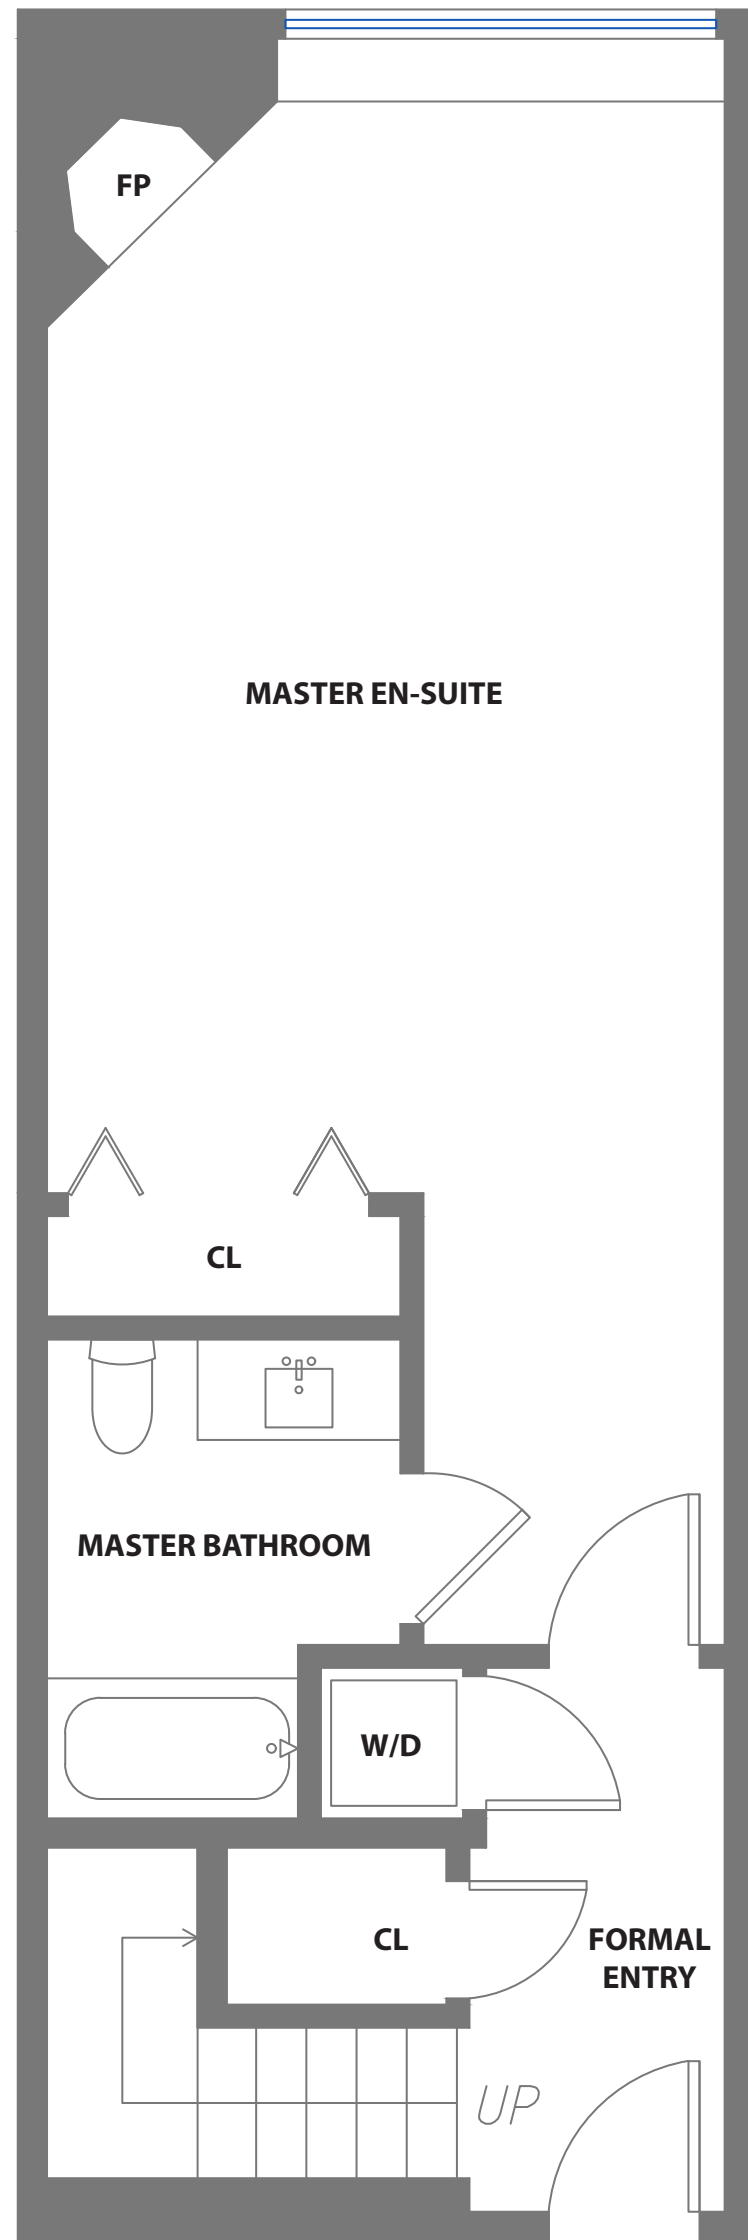 FP
MASTER EN-SUITE
CL
MASTER BATHROOM
W/D
CL
FORMAL
ENTRY
UP